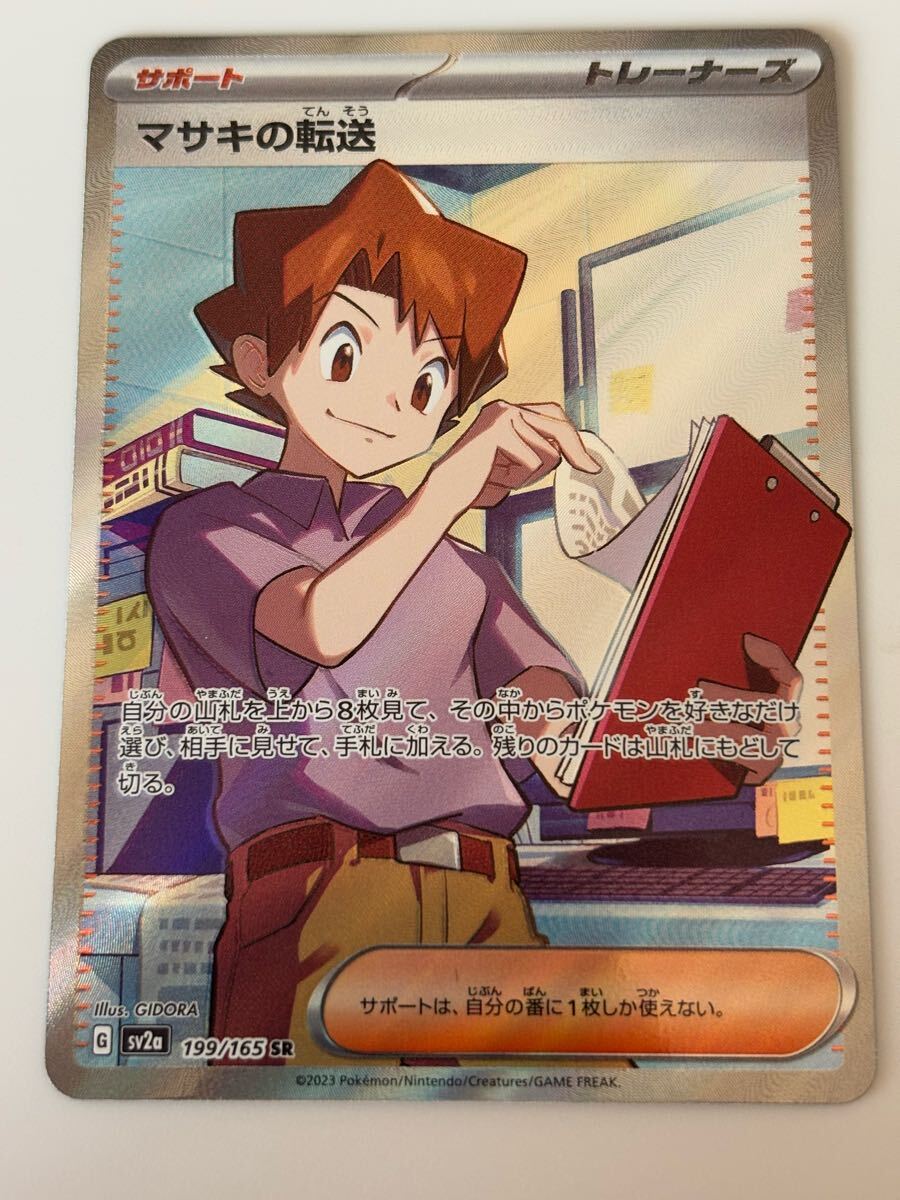 サポート
トレーナーズ
てん そう
マサキの転送
じぶん やまふだ うえ まい み なか す
自分の山札を上から8枚見て、その中からポケモンを好きなだけ
えら あいて み てふだ くわ のこ やまふだ
選び、相手に見せて、手札に加える。残りのカードは山札にもどして
き
切る。
じぶん ばん まい つか
サポートは、自分の番に1枚しか使えない。
Illus. GIDORA
G sv2a 199/165 SR
©2023 Pokémon/Nintendo/Creatures/GAME FREAK.